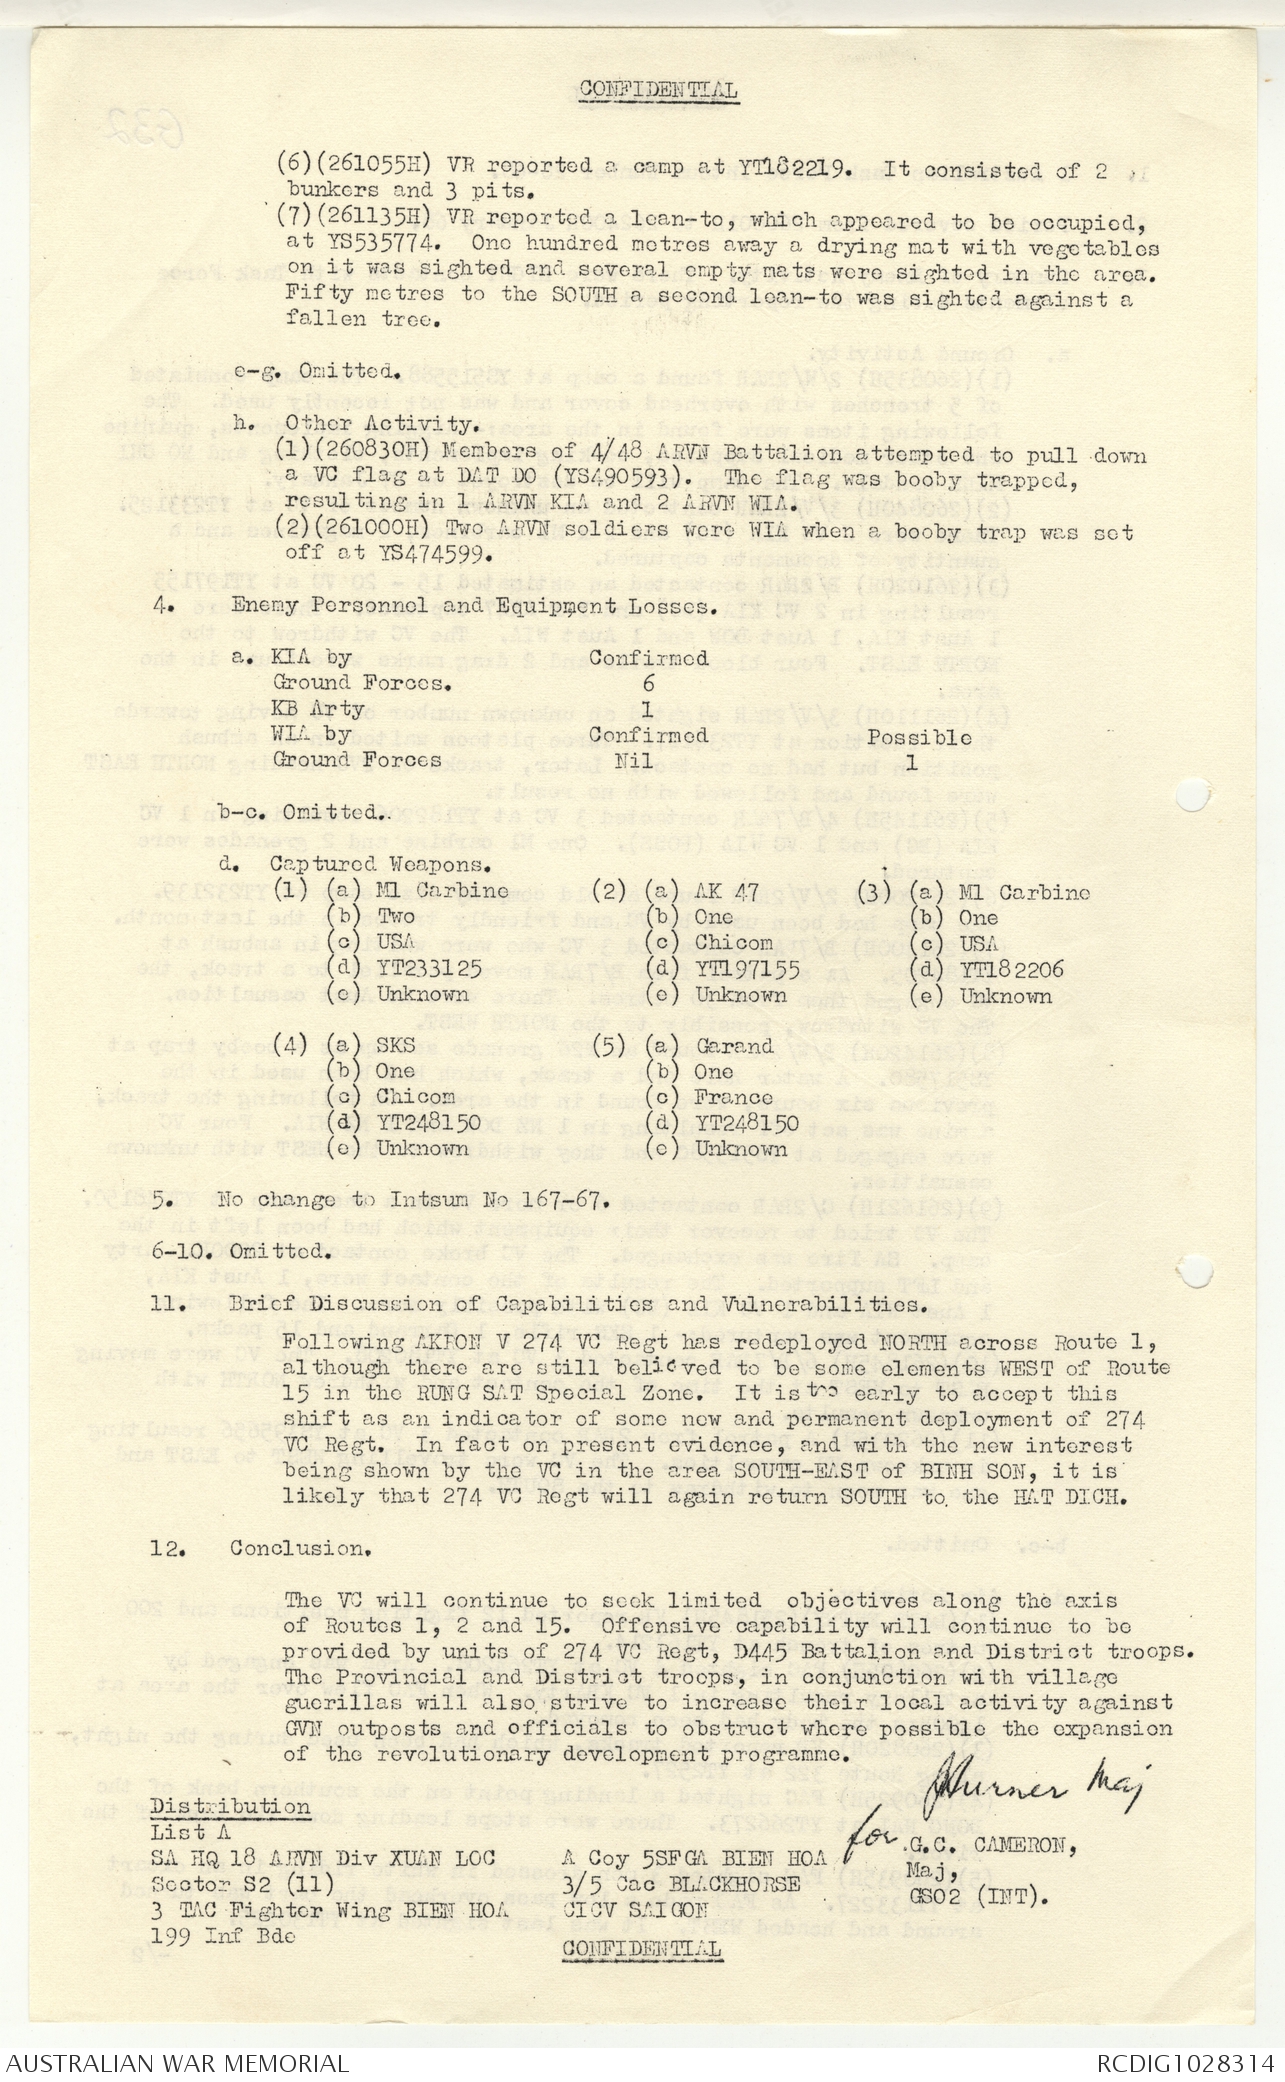 CONFIDENTIAL
(6)(261055H) VR reported a camp at YT182219. It consisted of 2
bunkers and 3 pits.
(7)(261135H) VR reported a lean-to, which appeared to be occupied,
at YS535774. One hundred metres away a drying mat with vegetables
on it was sighted and several empty mats were sighted in the area.
Fifty metres to the SOUTH a second lean-to was sighted against a
fallen tree.
e-g. Omitted.
h. Other Activity.
(1)(260830H) Members of 4/48 ARVN Battalion attempted to pull down
a VC flag at DAT DO (YS490593). The flag was booby trapped,
resulting in 1 ARVN KIA and 2 ARVN WIA.
(2)(261000H) Two ARVN soldiers were WIA when a booby trap was set
off at YS474599.
4. Enemy Personnel and Equipment Losses.
a. KIA by Confirmed
Ground Forces. 6
KB Arty 1
WIA by Confirmed Possible
Ground Forces Nil 1
b-c. Omitted.
d. Captured Weapons.
(1) (a) M1 Carbine (2) (a) AK 47 (3) (a) M1 Carbine
(b) Two (b) One (b) One
(c) USA (c) Chicom (c) USA
(d) YT233125 (d) YT197155 (d) YT182206
(e) Unknown (e) Unknown (e) Unknown
(4) (a) SKS (5) (a) Garand
(b) One (b) One
(c) Chicom (c) France
(d) YT248150 (d) YT248150
(e) Unknown (e) Unknown
5. No change to Intsum No 167-67.
6-10. Omitted.
11. Brief Discussion of Capabilities and Vulnerabilities.
Following AKRON V 274 VC Regt has redeployed NORTH across Route 1,
although there are still believed to be some elements WEST of Route
15 in the RUNG SAT Special Zone. It is too early to accept this
shift as an indicator of some new and permanent deployment of 274
VC Regt. In fact on present evidence, and with the new interest
being shown by the VC in the area SOUTH-EAST of BINH SON, it is
likely that 274 VC Regt will again return SOUTH to the HAT DICH.
12. Conclusion.
The VC will continue to seek limited objectives along the axis
of Routes 1, 2 and 15. Offensive capability will continue to be
provided by units of 274 VC Regt, D445 Battalion and District troops.
The Provincial and District troops, in conjunction with village
guerillas will also strive to increase their local activity against
GVN outposts and officials to obstruct where possible the expansion
of the revolutionary development programme.
Maj
for G.C. CAMERON,
Maj,
GSO2 (INT).
Distribution
List A
SA HQ 18 ARVN Div XUAN LOC A Coy 5SFGA BIEN HOA
Sector S2 (11) 3/5 Cac BLACKHORSE
3 TAC Fighter Wing BIEN HOA CICV SAIGON
199 Inf Bde
CONFIDENTIAL
AUSTRALIAN WAR MEMORIAL RCDIG1028314